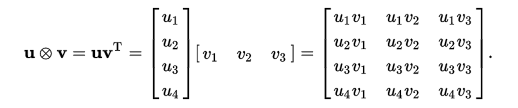 u ⊗ v = uvᵀ = [u₁ u₂ u₃ u₄] [v₁ v₂ v₃] = [u₁v₁ u₁v₂ u₁v₃
u₂v₁ u₂v₂ u₂v₃
u₃v₁ u₃v₂ u₃v₃
u₄v₁ u₄v₂ u₄v₃].